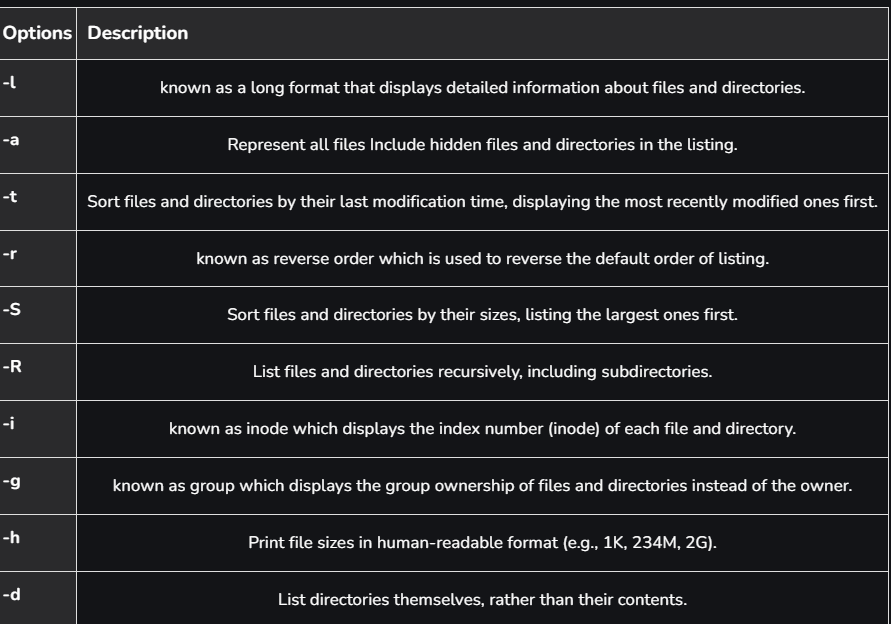 Options Description
-l known as a long format that displays detailed information about files and directories.
-a Represent all files Include hidden files and directories in the listing.
-t Sort files and directories by their last modification time, displaying the most recently modified ones first.
-r known as reverse order which is used to reverse the default order of listing.
-S Sort files and directories by their sizes, listing the largest ones first.
-R List files and directories recursively, including subdirectories.
-i known as inode which displays the index number (inode) of each file and directory.
-g known as group which displays the group ownership of files and directories instead of the owner.
-h Print file sizes in human-readable format (e.g., 1K, 234M, 2G).
-d List directories themselves, rather than their contents.